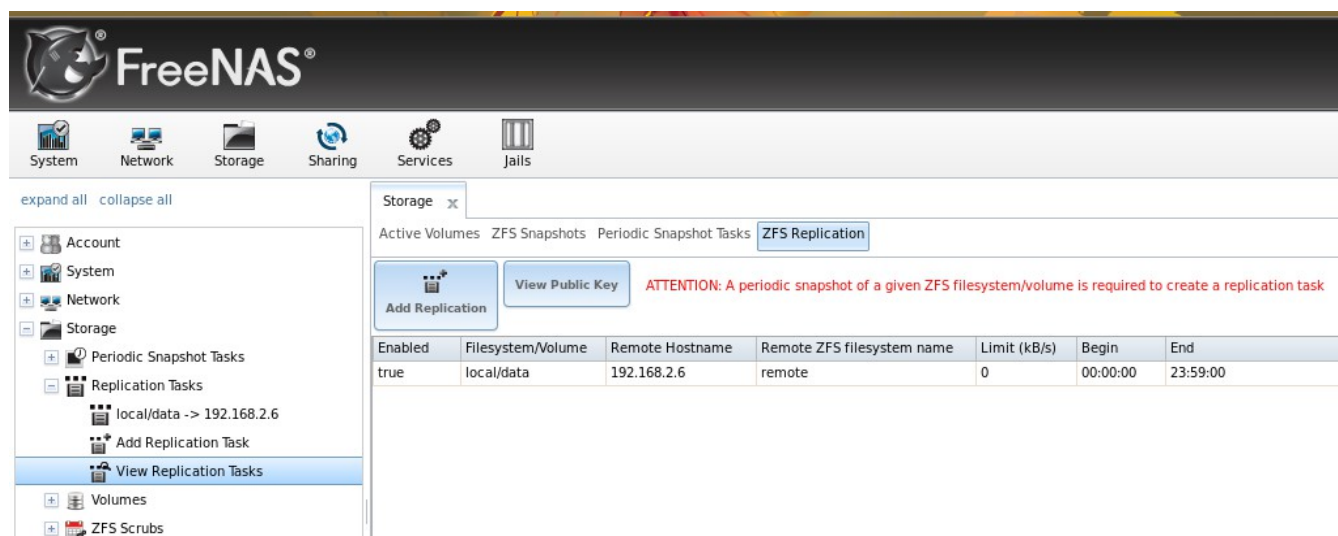 FreeNAS®
System Network Storage Sharing Services Jails
expand all collapse all
Account
System
Network
Storage
Periodic Snapshot Tasks
Replication Tasks
local/data -> 192.168.2.6
Add Replication Task
View Replication Tasks
Volumes
ZFS Scrubs
Storage x
Active Volumes ZFS Snapshots Periodic Snapshot Tasks ZFS Replication
Add Replication
View Public Key
ATTENTION: A periodic snapshot of a given ZFS filesystem/volume is required to create a replication task
Enabled Filesystem/Volume Remote Hostname Remote ZFS filesystem name Limit (kB/s) Begin End
true local/data 192.168.2.6 remote 0 00:00:00 23:59:00